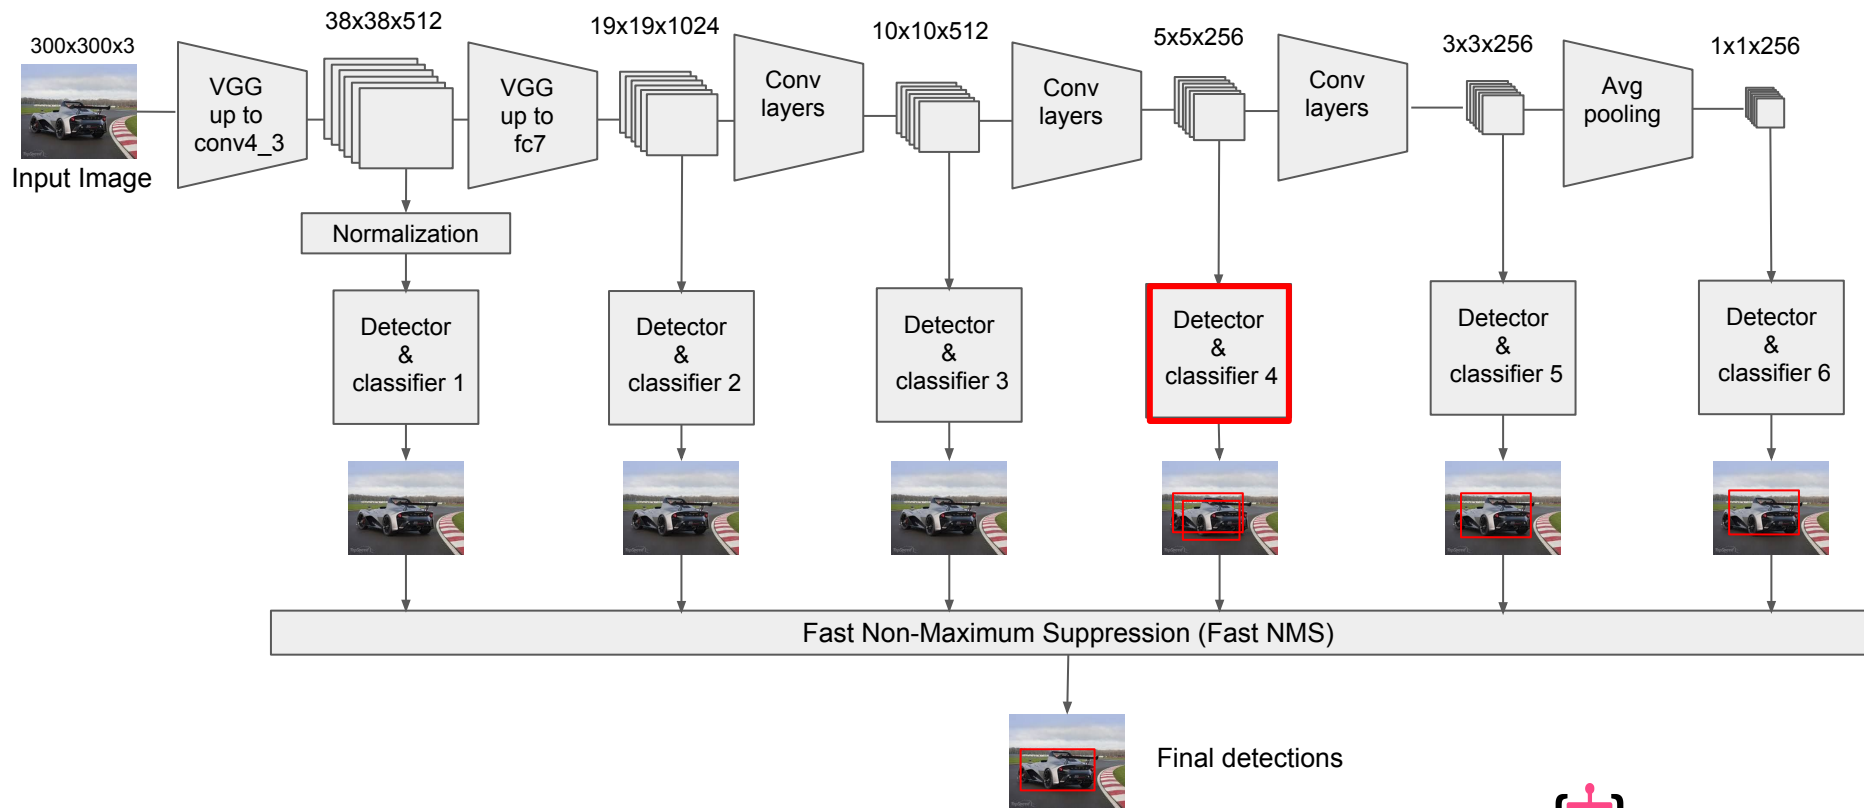 300x300x3
38x38x512
19x19x1024
10x10x512
5x5x256
3x3x256
1x1x256
Input Image
VGG
up to
conv4_3
VGG
up to
fc7
Conv
layers
Conv
layers
Conv
layers
Avg
pooling
Normalization
Detector
&
classifier 1
Detector
&
classifier 2
Detector
&
classifier 3
Detector
&
classifier 4
Detector
&
classifier 5
Detector
&
classifier 6
Fast Non-Maximum Suppression (Fast NMS)
Final detections